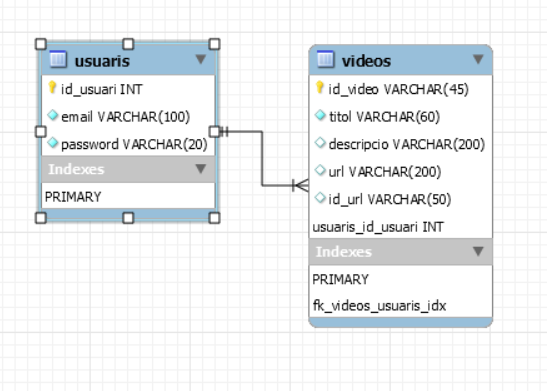 usuaris
id_usuari INT
email VARCHAR(100)
password VARCHAR(20)
Indexes
PRIMARY
videos
id_video VARCHAR(45)
titol VARCHAR(60)
descripcio VARCHAR(200)
url VARCHAR(200)
id_url VARCHAR(50)
usuaris_id_usuari INT
Indexes
PRIMARY
fk_videos_usuaris_idx